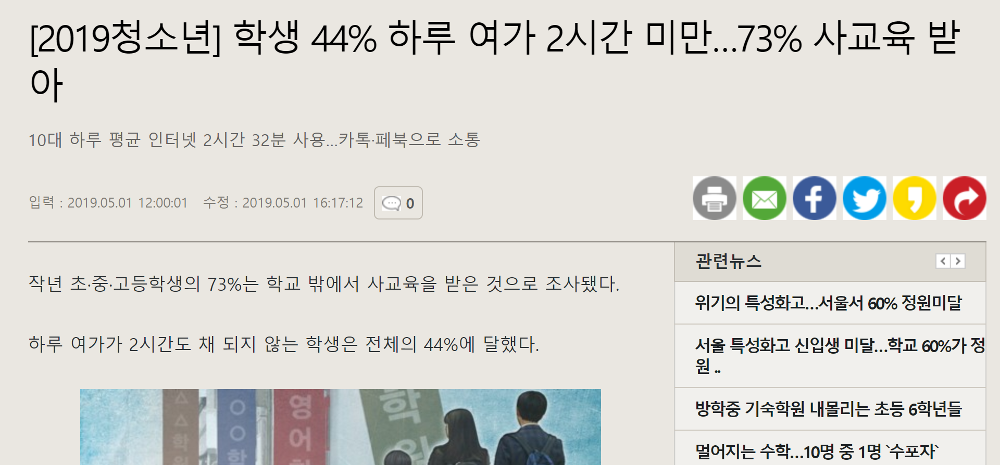 [2019청소년] 학생 44% 하루 여가 2시간 미만…73% 사교육 받
아
10대 하루 평균 인터넷 2시간 32분 사용…카톡·페북으로 소통
입력 : 2019.05.01 12:00:01 수정 : 2019.05.01 16:17:12 0
작년 초·중·고등학생의 73%는 학교 밖에서 사교육을 받은 것으로 조사됐다.
하루 여가가 2시간도 채 되지 않는 학생은 전체의 44%에 달했다.
영어
학원
학
관련뉴스
위기의 특성화고…서울서 60% 정원미달
서울 특성화고 신입생 미달…학교 60%가 정
원 ..
방학중 기숙학원 내몰리는 초등 6학년들
멀어지는 수학…10명 중 1명 `수포자`